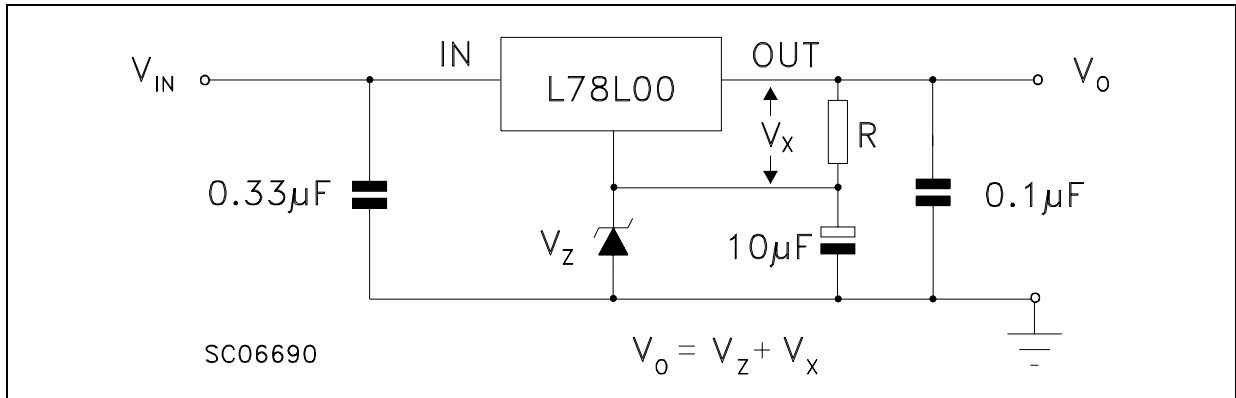 IN
OUT
V_IN
L78L00
V_O
V_X
R
0.33µF
0.1µF
V_Z
10µF
SC06690
V_O = V_Z + V_X